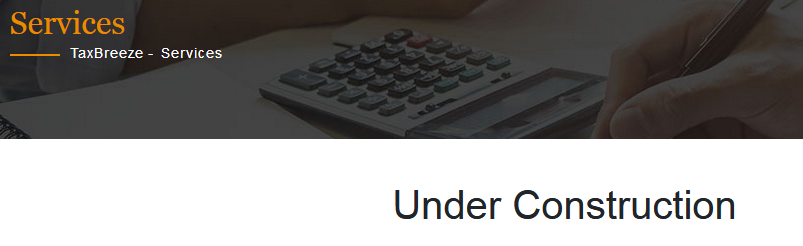 Services
TaxBreeze - Services
Under Construction